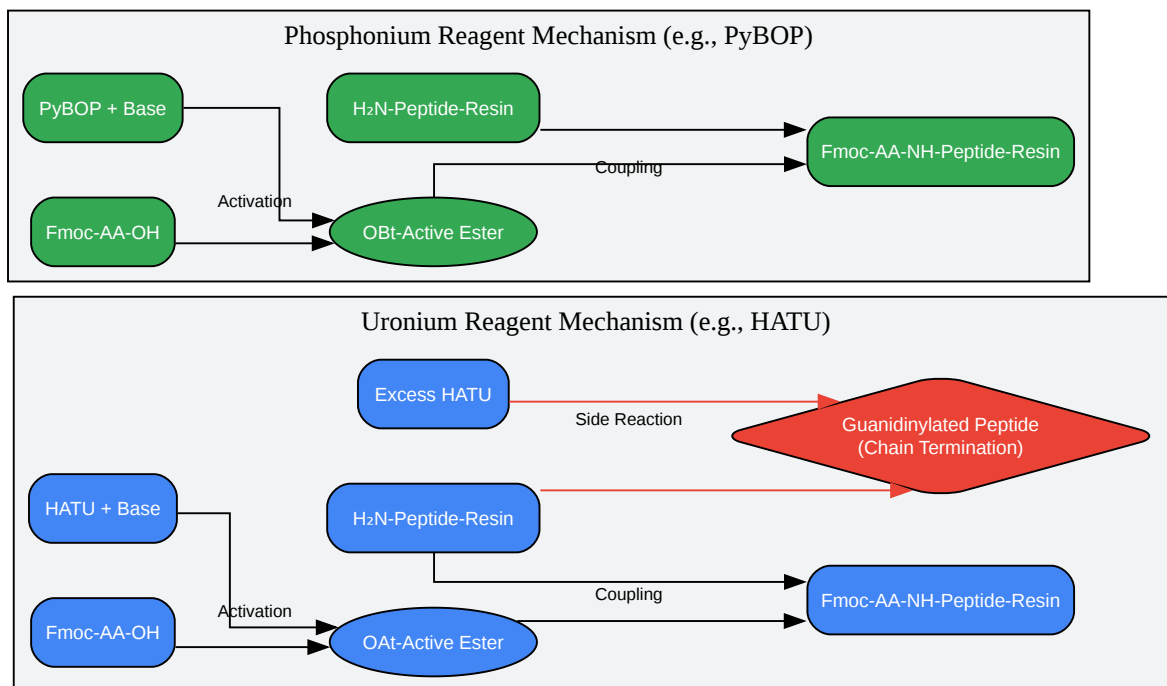 Phosphonium Reagent Mechanism (e.g., PyBOP)
PyBOP + Base
H₂N-Peptide-Resin
Fmoc-AA-NH-Peptide-Resin
Coupling
Activation
Fmoc-AA-OH
OBt-Active Ester
Uronium Reagent Mechanism (e.g., HATU)
Excess HATU
Side Reaction
Guanidinylated Peptide
(Chain Termination)
HATU + Base
H₂N-Peptide-Resin
Coupling
Fmoc-AA-NH-Peptide-Resin
Activation
Fmoc-AA-OH
OAt-Active Ester